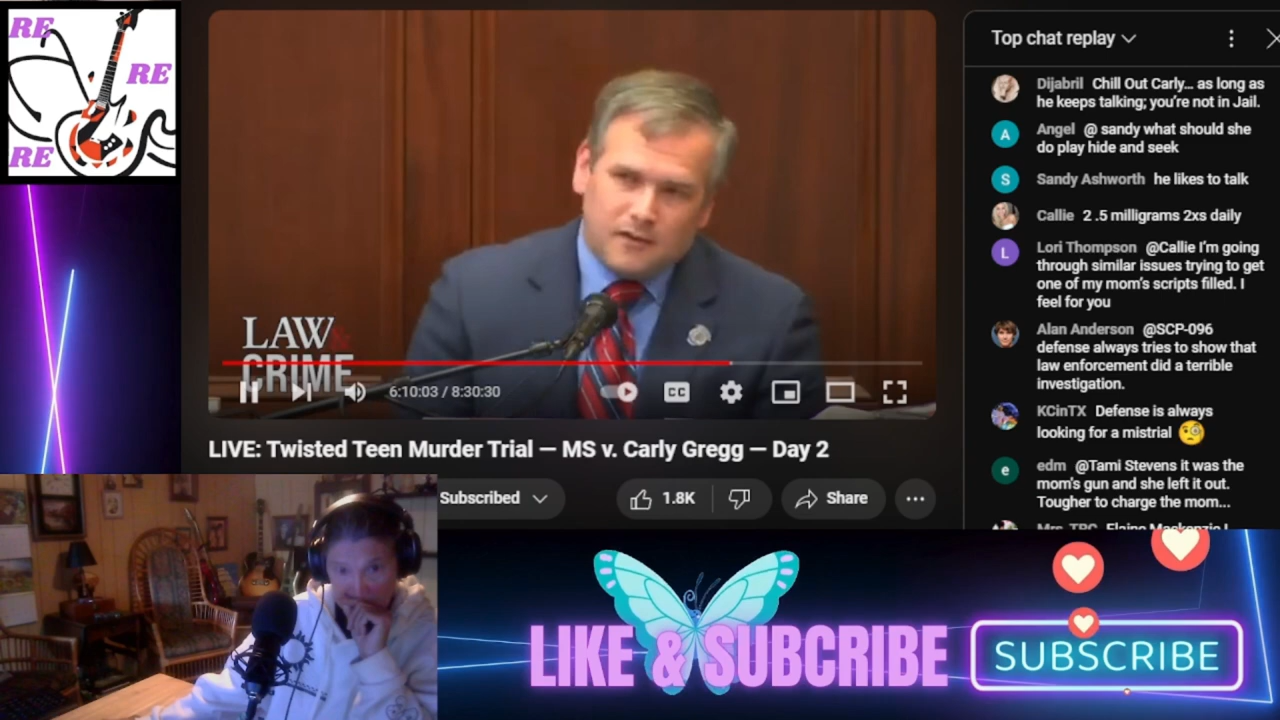 RE
RE
RE
LAW&
CRIME
6:10:03 / 8:30:30
CC
LIVE: Twisted Teen Murder Trial — MS v. Carly Gregg — Day 2
Subscribed
1.8K
Share
Top chat replay
Dijabril Chill Out Carly... as long as
he keeps talking; you're not in Jail.
A
Angel @ sandy what should she
do play hide and seek
S
Sandy Ashworth he likes to talk
Callie 2 .5 milligrams 2xs daily
L
Lori Thompson @Callie I'm going
through similar issues trying to get
one of my mom's scripts filled. I
feel for you
Alan Anderson @SCP-096
defense always tries to show that
law enforcement did a terrible
investigation.
KCinTX Defense is always
looking for a mistrial
e
edm @Tami Stevens it was the
mom's gun and she left it out.
Tougher to charge the mom...
Mrs. TBC Elaine Mackenzie I
LIKE & SUBCRIBE
SUBSCRIBE